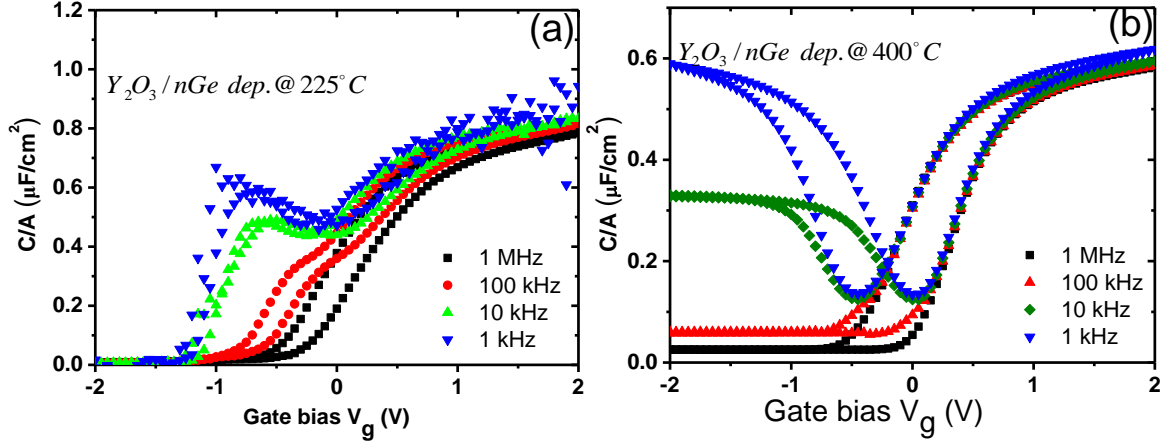 (a)
Y₂O₃ / nGe dep.@ 225°C
C/A (μF/cm²)
1.2
1.0
0.8
0.6
0.4
0.2
0.0
1 MHz
100 kHz
10 kHz
1 kHz
-2 -1 0 1 2
Gate bias Vg (V)
(b)
Y₂O₃ / nGe dep.@ 400°C
C/A (μF/cm²)
0.6
0.4
0.2
0.0
1 MHz
100 kHz
10 kHz
1 kHz
-2 -1 0 1 2
Gate bias Vg (V)